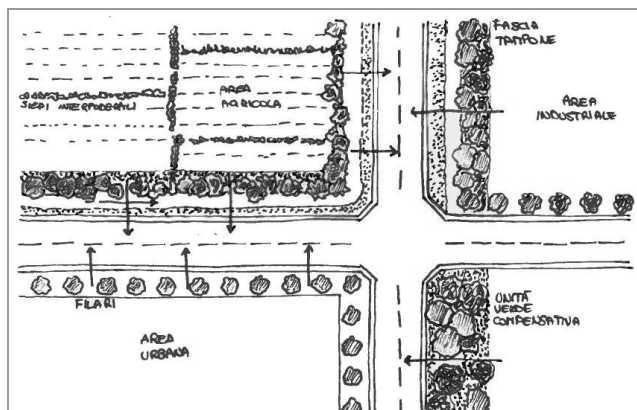 FASCIA
TAMPONE
SIEPI INTERPODERALI
AREA
AGRICOLA
AREA
INDUSTRIALE
FILARI
AREA
URBANA
UNITÀ
VERDE
COMPENSATIVA